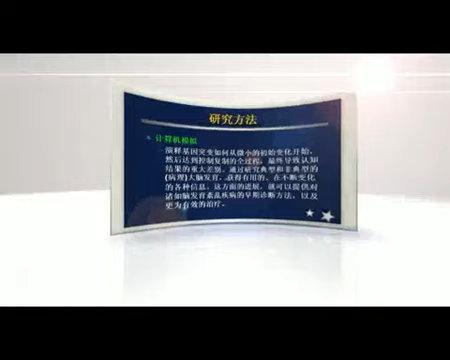 研究方法
计算机模拟
–演释基因突变如何从微小的初始变化开始,
然后达到控制复制的全过程, 最终导致认知
结果的重大差别。通过研究典型和非典型的
(病理)大脑发育, 获得有用的、在不断变化
的各种信息。这方面的进展, 就可以提供对
诸如脑发育紊乱疾病的早期诊断方法, 以及
更为有效的治疗。